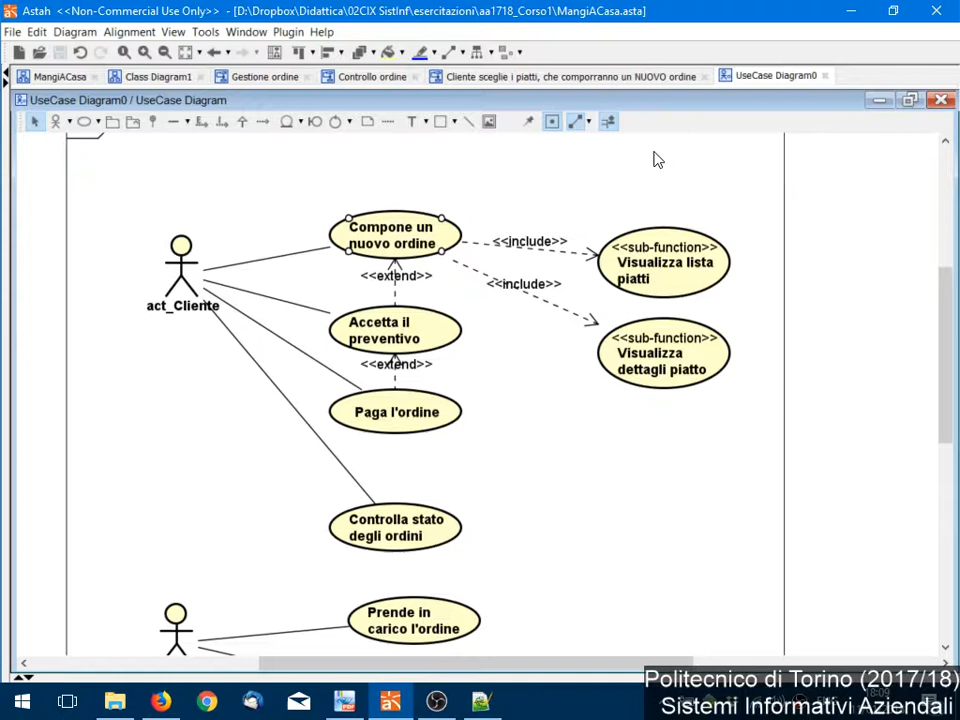 Astah <<Non-Commercial Use Only>> - [D:\Dropbox\Didattica\02CIX SistInf\esercitazioni\aa1718_Corso1\MangiACasa.asta]
File Edit Diagram Alignment View Tools Window Plugin Help
MangiACasa Class Diagram1 Gestione ordine Controllo ordine Cliente sceglie i piatti, che comporranno un NUOVO ordine UseCase Diagram0
UseCase Diagram0 / UseCase Diagram
Compone un
nuovo ordine
<<include>>
<<sub-function>>
Visualizza lista
piatti
<<extend>>
<<include>>
act_Cliente
Accetta il
preventivo
<<sub-function>>
Visualizza
dettagli piatto
<<extend>>
Paga l'ordine
Controlla stato
degli ordini
Prende in
carico l'ordine
Politecnico di Torino (2017/18)
18:09
Sistemi Informativi Aziendali